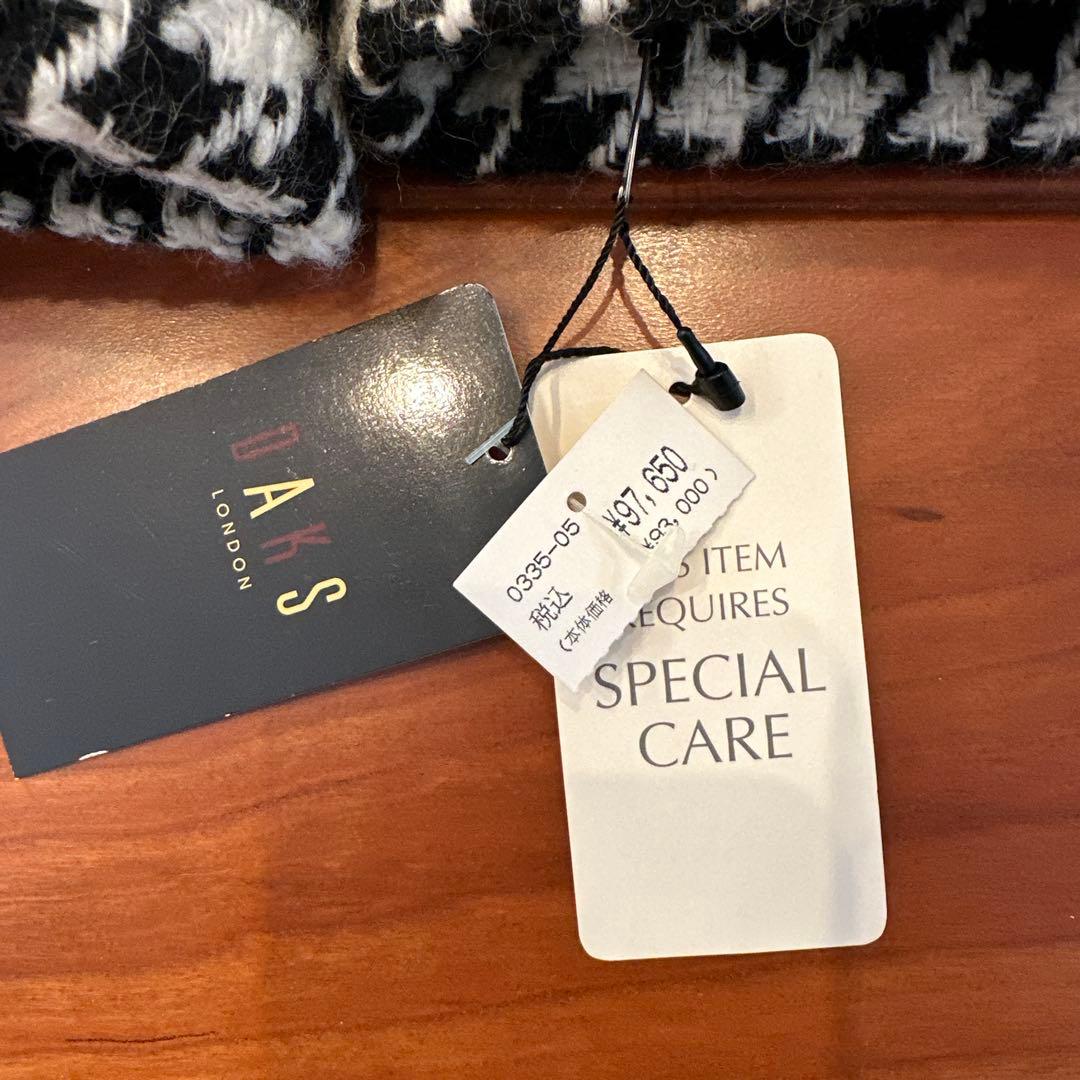 DAKS
LONDON
0335-05
税込 ¥97,650
(本体価格 ¥93,000)
ITEM
REQUIRES
SPECIAL
CARE